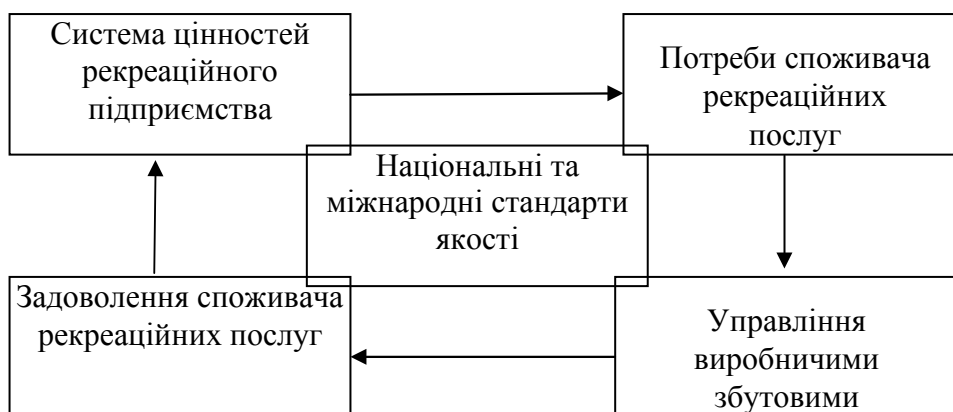 Система цінностей
рекреаційного
підприємства
Потреби споживача
рекреаційних
послуг
Національні та
міжнародні стандарти
якості
Задоволення споживача
рекреаційних послуг
Управління
виробничими
збутовими